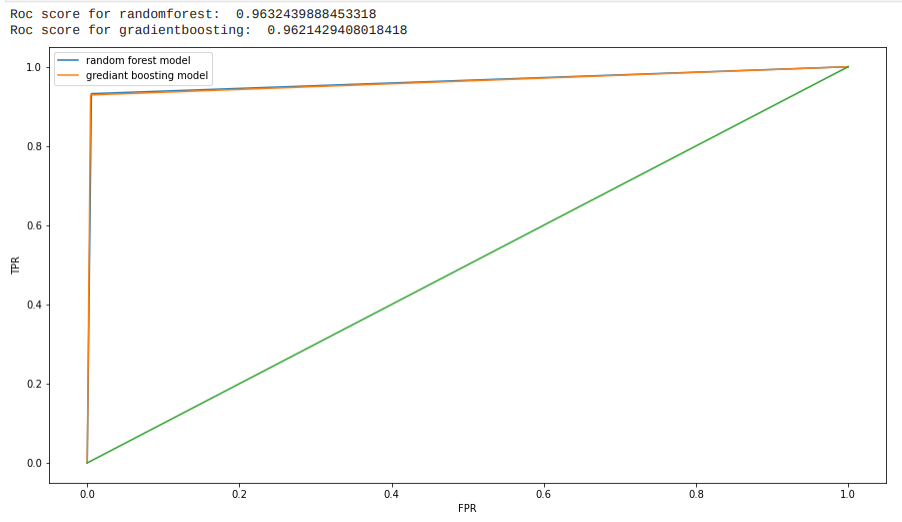 Roc score for randomforest:  0.9632439888453318
Roc score for gradientboosting:  0.9621429408018418
random forest model
grediant boosting model
1.0
0.8
0.6
0.4
0.2
0.0
TPR
0.0 0.2 0.4 0.6 0.8 1.0
FPR